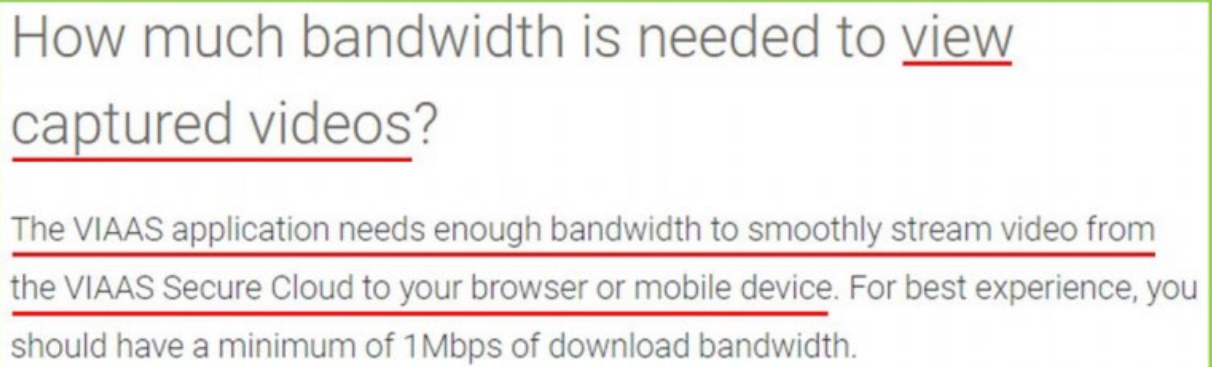 How much bandwidth is needed to view
captured videos?
The VIAAS application needs enough bandwidth to smoothly stream video from
the VIAAS Secure Cloud to your browser or mobile device. For best experience, you
should have a minimum of 1Mbps of download bandwidth.